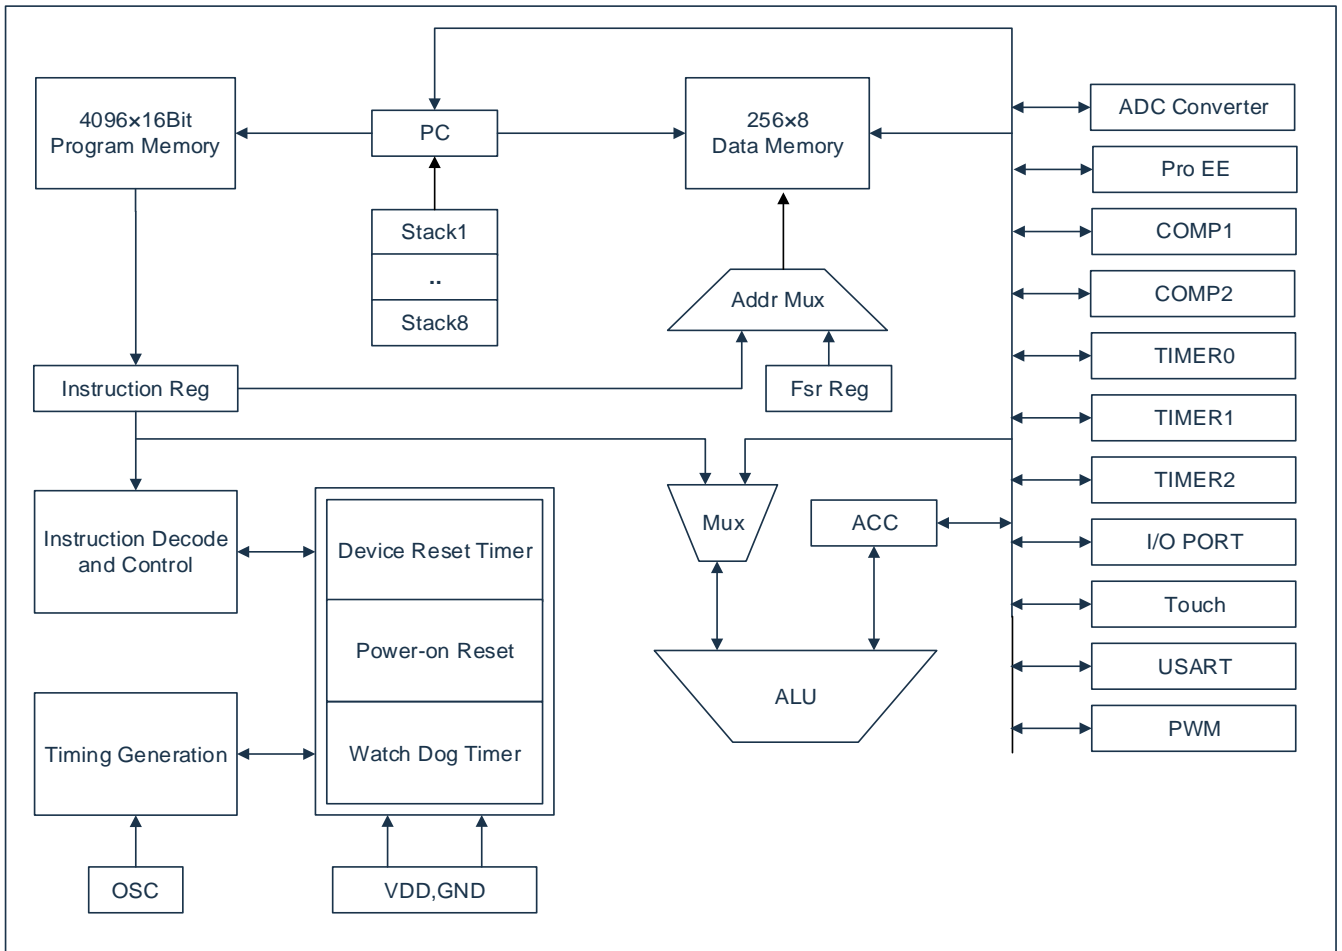 4096×16Bit
Program Memory
PC
256×8
Data Memory
Stack1
..
Stack8
Addr Mux
Instruction Reg
Fsr Reg
Instruction Decode
and Control
Device Reset Timer
Power-on Reset
Watch Dog Timer
Mux
ACC
ALU
Timing Generation
OSC
VDD,GND
ADC Converter
Pro EE
COMP1
COMP2
TIMER0
TIMER1
TIMER2
I/O PORT
Touch
USART
PWM